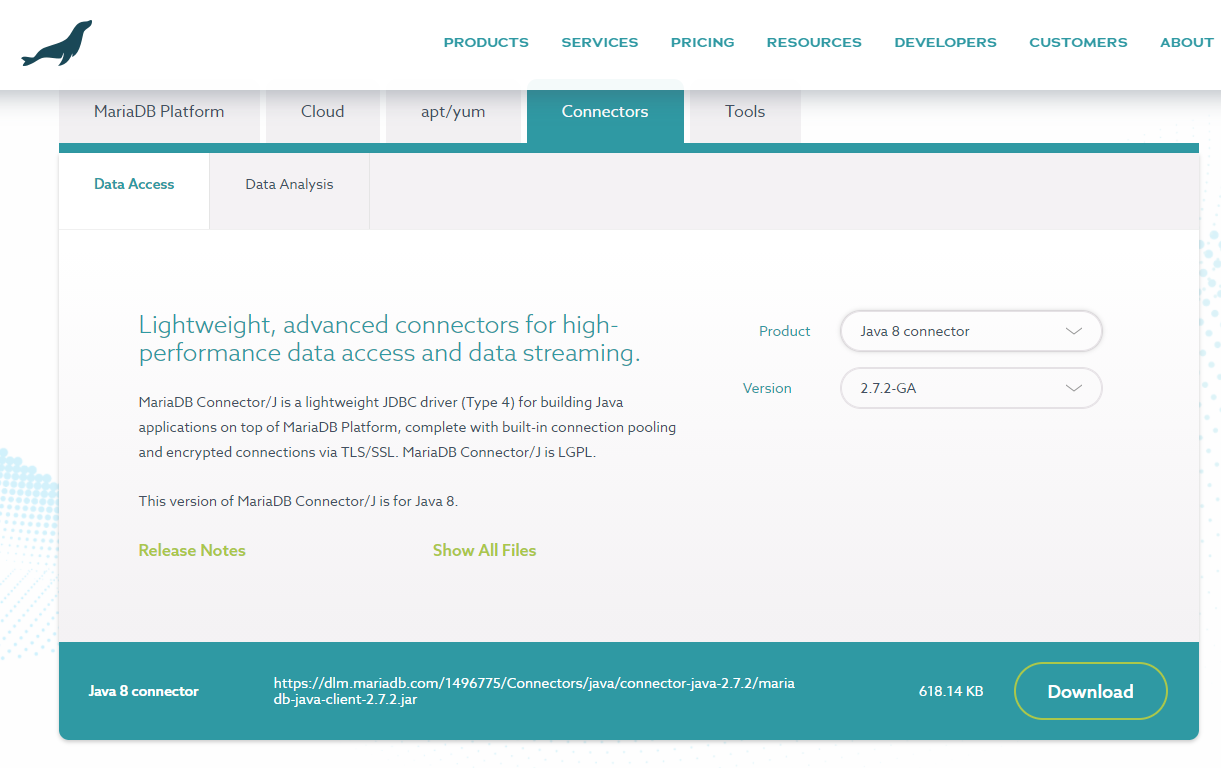 PRODUCTS SERVICES PRICING RESOURCES DEVELOPERS CUSTOMERS ABOUT
MariaDB Platform Cloud apt/yum Connectors Tools
Data Access Data Analysis
Lightweight, advanced connectors for high-
performance data access and data streaming.
MariaDB Connector/J is a lightweight JDBC driver (Type 4) for building Java
applications on top of MariaDB Platform, complete with built-in connection pooling
and encrypted connections via TLS/SSL. MariaDB Connector/J is LGPL.
This version of MariaDB Connector/J is for Java 8.
Release Notes Show All Files
Product Java 8 connector
Version 2.7.2-GA
Java 8 connector
https://dlm.mariadb.com/1496775/Connectors/java/connector-java-2.7.2/maria
db-java-client-2.7.2.jar
618.14 KB
Download